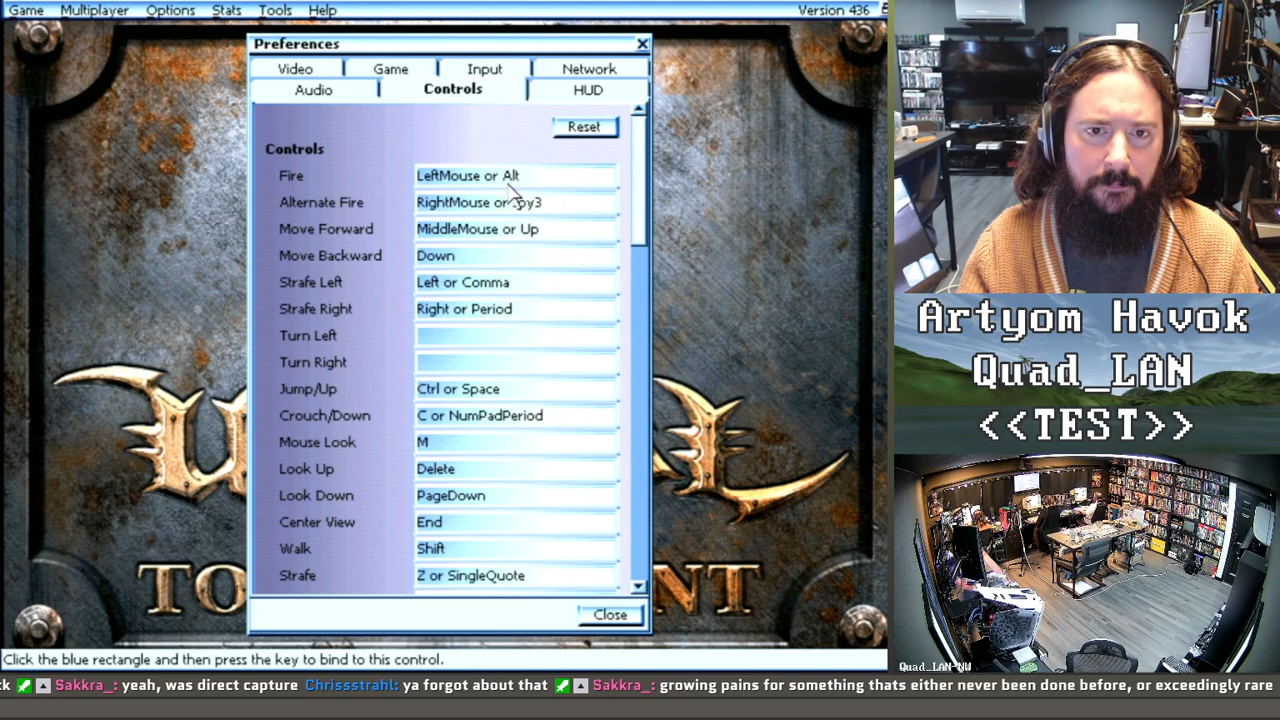 Game Multiplayer Options Stats Tools Help Version 436
Preferences
Video Game Input Network
Audio Controls HUD
Reset
Controls
Fire LeftMouse or Alt
Alternate Fire RightMouse or Joy3
Move Forward MiddleMouse or Up
Move Backward Down
Strafe Left Left or Comma
Strafe Right Right or Period
Turn Left
Turn Right
Jump/Up Ctrl or Space
Crouch/Down C or NumPadPeriod
Mouse Look M
Look Up Delete
Look Down PageDown
Center View End
Walk Shift
Strafe Z or SingleQuote
Close
Click the blue rectangle and then press the key to bind to this control.
Artyom Havok
Quad_LAN
<<TEST>>
Quad_LAN-NW
ck Sakkra_: yeah, was direct capture Chrissstrahl: ya forgot about that Sakkra_: growing pains for something thats either never been done before, or exceedingly rare